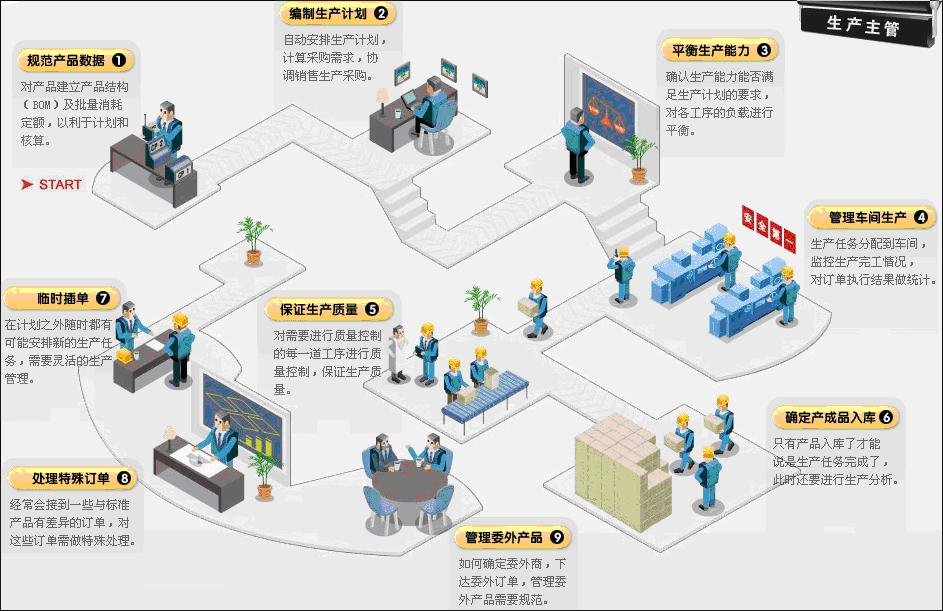 生产主管
规范产品数据 ❶
对产品建立产品结构
（BOM）及批量消耗
定额，以利于计划和
核算。
START
编制生产计划 ❷
自动安排生产计划，
计算采购需求，协
调销售生产采购。
平衡生产能力 ❸
确认生产能力能否满
足生产计划的要求，
对各工序的负载进行
平衡。
安全第一
管理车间生产 ❹
生产任务分配到车间，
监控生产完工情况，
对订单执行结果做统计。
保证生产质量 ❺
对需要进行质量控制
的每一道工序进行质
量控制，保证生产质
量。
确定产成品入库 ❻
只有产品入库了才能
说是生产任务完成了，
此时还要进行生产分析。
临时插单 ❼
在计划之外随时都有
可能安排新的生产任
务，需要灵活的生产
管理。
处理特殊订单 ❽
经常会接到一些与标准
产品有差异的订单，对
这些订单需做特殊处理。
管理委外产品 ❾
如何确定委外商，下
达委外订单，管理委
外产品需要规范。